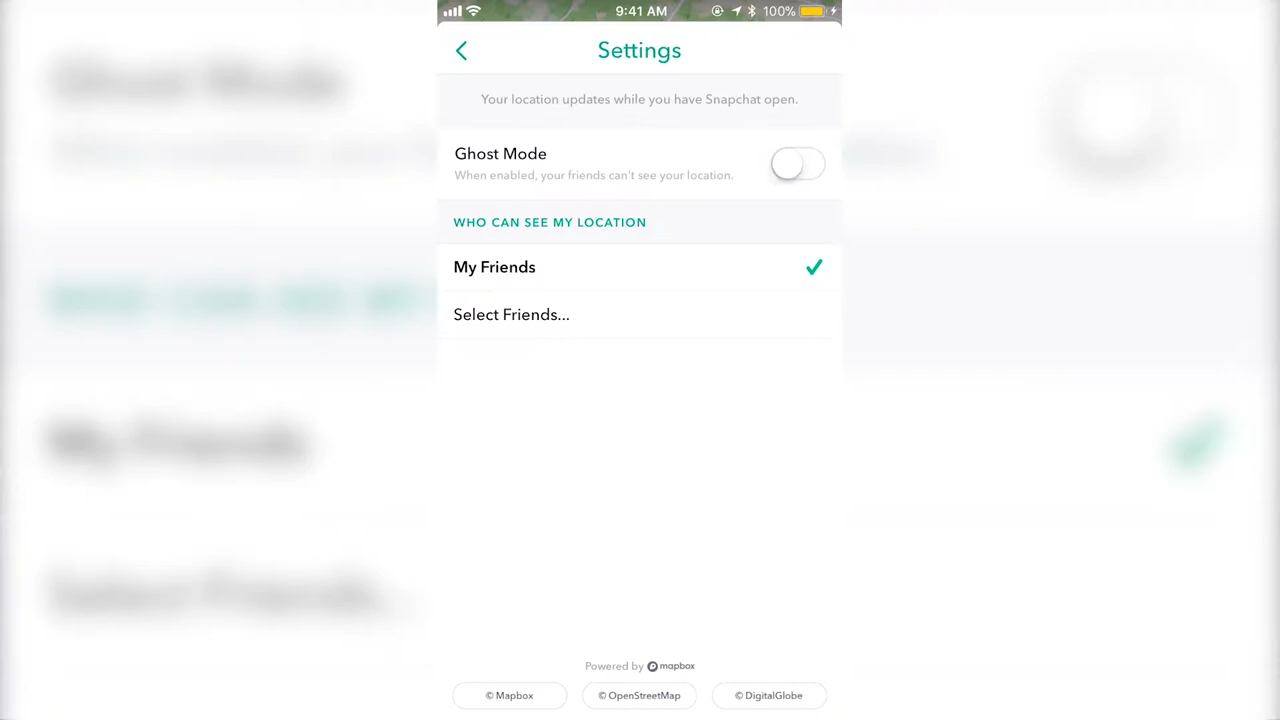 9:41 AM 100%
Settings
Your location updates while you have Snapchat open.
Ghost Mode
When enabled, your friends can't see your location.
WHO CAN SEE MY LOCATION
My Friends
Select Friends...
Powered by mapbox
© Mapbox © OpenStreetMap © DigitalGlobe